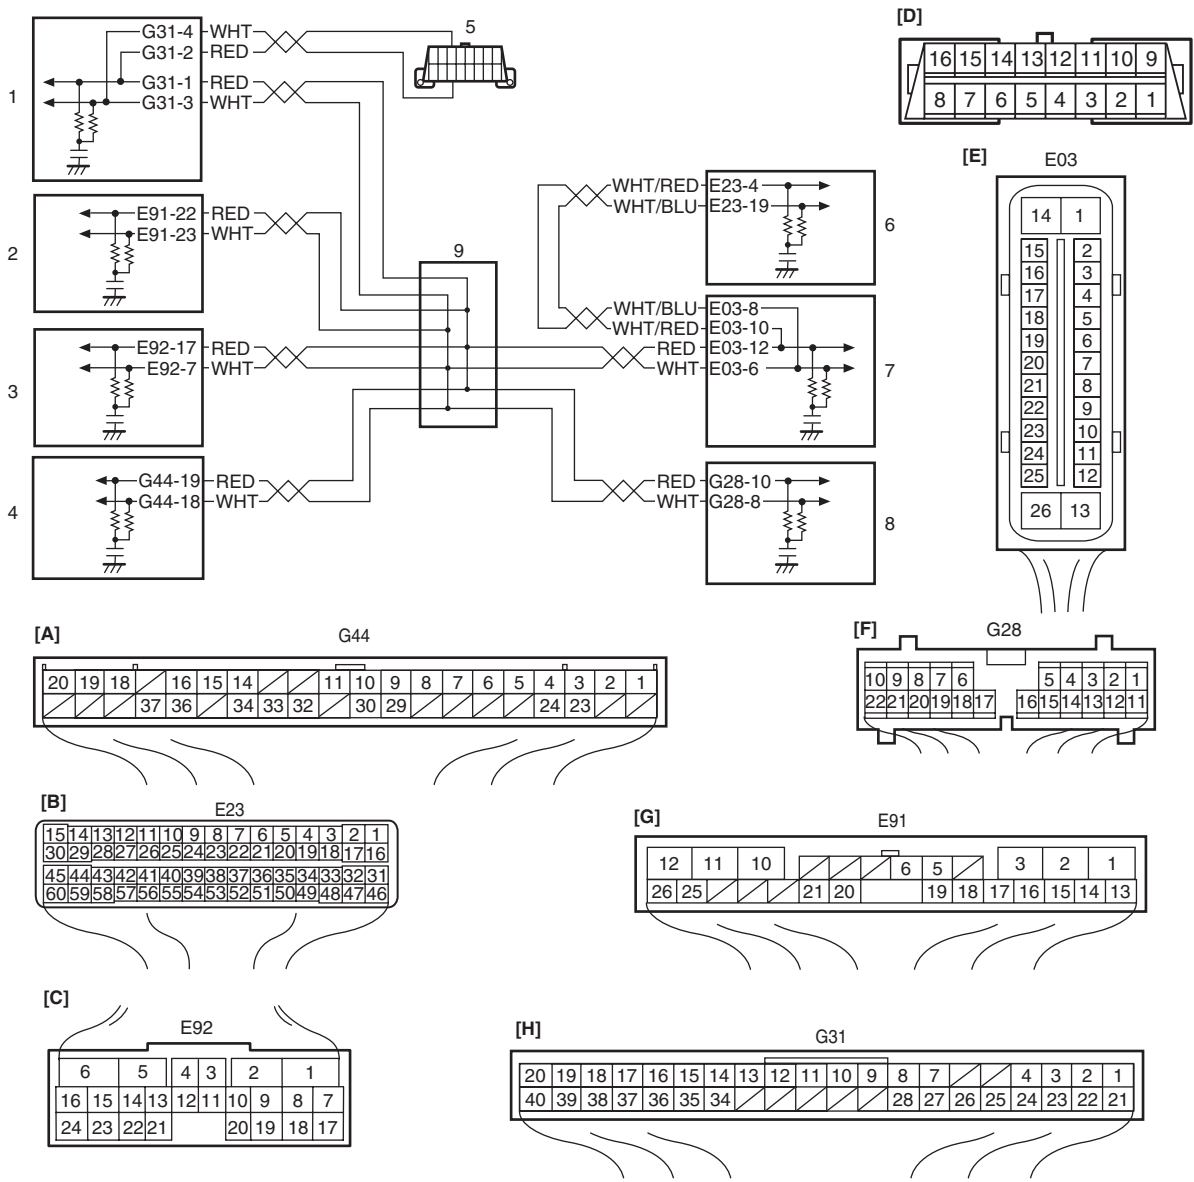 G31-4 WHT
G31-2 RED
G31-1 RED
G31-3 WHT
1
5
E91-22 RED
E91-23 WHT
2
E92-17 RED
E92-7 WHT
3
G44-19 RED
G44-18 WHT
4
9
WHT/RED E23-4
WHT/BLU E23-19
6
WHT/BLU E03-8
WHT/RED E03-10
RED E03-12
WHT E03-6
7
RED G28-10
WHT G28-8
8
[D]
16 15 14 13 12 11 10 9
8 7 6 5 4 3 2 1
[E] E03
14 1
15 2
16 3
17 4
18 5
19 6
20 7
21 8
22 9
23 10
24 11
25 12
26 13
[A] G44
20 19 18 16 15 14 11 10 9 8 7 6 5 4 3 2 1
37 36 34 33 32 30 29 24 23
[F] G28
10 9 8 7 6 5 4 3 2 1
22 21 20 19 18 17 16 15 14 13 12 11
[B] E23
15 14 13 12 11 10 9 8 7 6 5 4 3 2 1
30 29 28 27 26 25 24 23 22 21 20 19 18 17 16
45 44 43 42 41 40 39 38 37 36 35 34 33 32 31
60 59 58 57 56 55 54 53 52 51 50 49 48 47 46
[G] E91
12 11 10 6 5 3 2 1
26 25 21 20 19 18 17 16 15 14 13
[C] E92
6 5 4 3 2 1
16 15 14 13 12 11 10 9 8 7
24 23 22 21 20 19 18 17
[H] G31
20 19 18 17 16 15 14 13 12 11 10 9 8 7 4 3 2 1
40 39 38 37 36 35 34 28 27 26 25 24 23 22 21